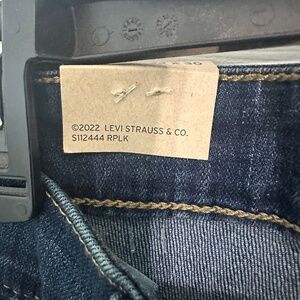 ©2022 LEVI STRAUSS & CO.
S112444 RPLK